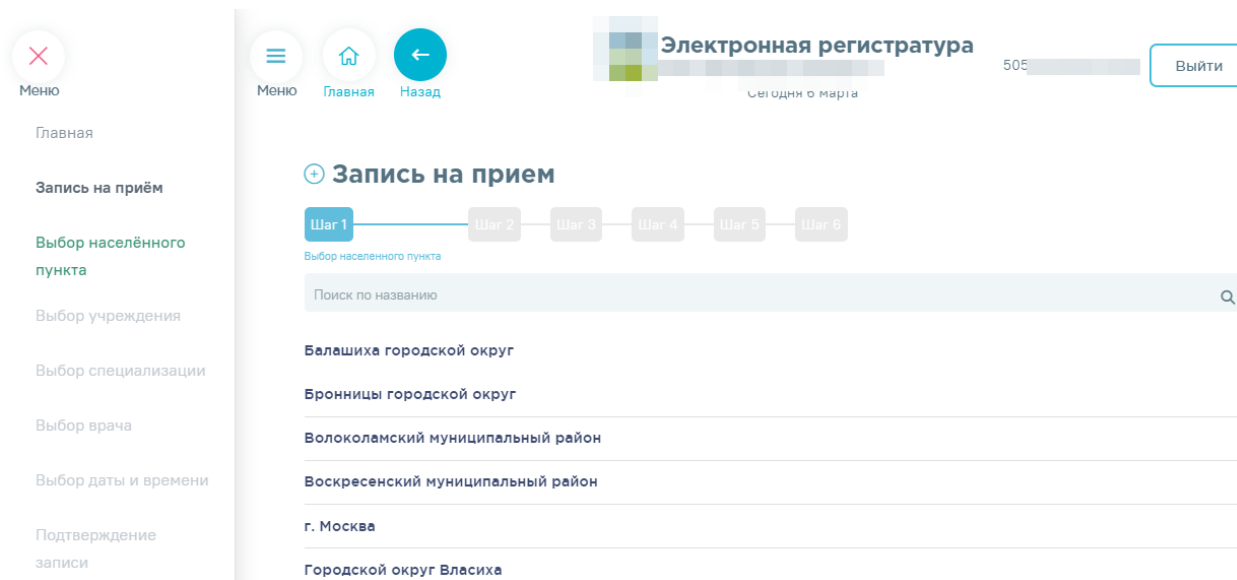 Меню
Главная
Запись на приём
Выбор населённого
пункта
Выбор учреждения
Выбор специализации
Выбор врача
Выбор даты и времени
Подтверждение
записи
Меню
Главная
Назад
Электронная регистратура
Сегодня 6 марта
505
Выйти
Запись на прием
Шаг 1 Шаг 2 Шаг 3 Шаг 4 Шаг 5 Шаг 6
Выбор населенного пункта
Поиск по названию
Балашиха городской округ
Бронницы городской округ
Волоколамский муниципальный район
Воскресенский муниципальный район
г. Москва
Городской округ Власиха